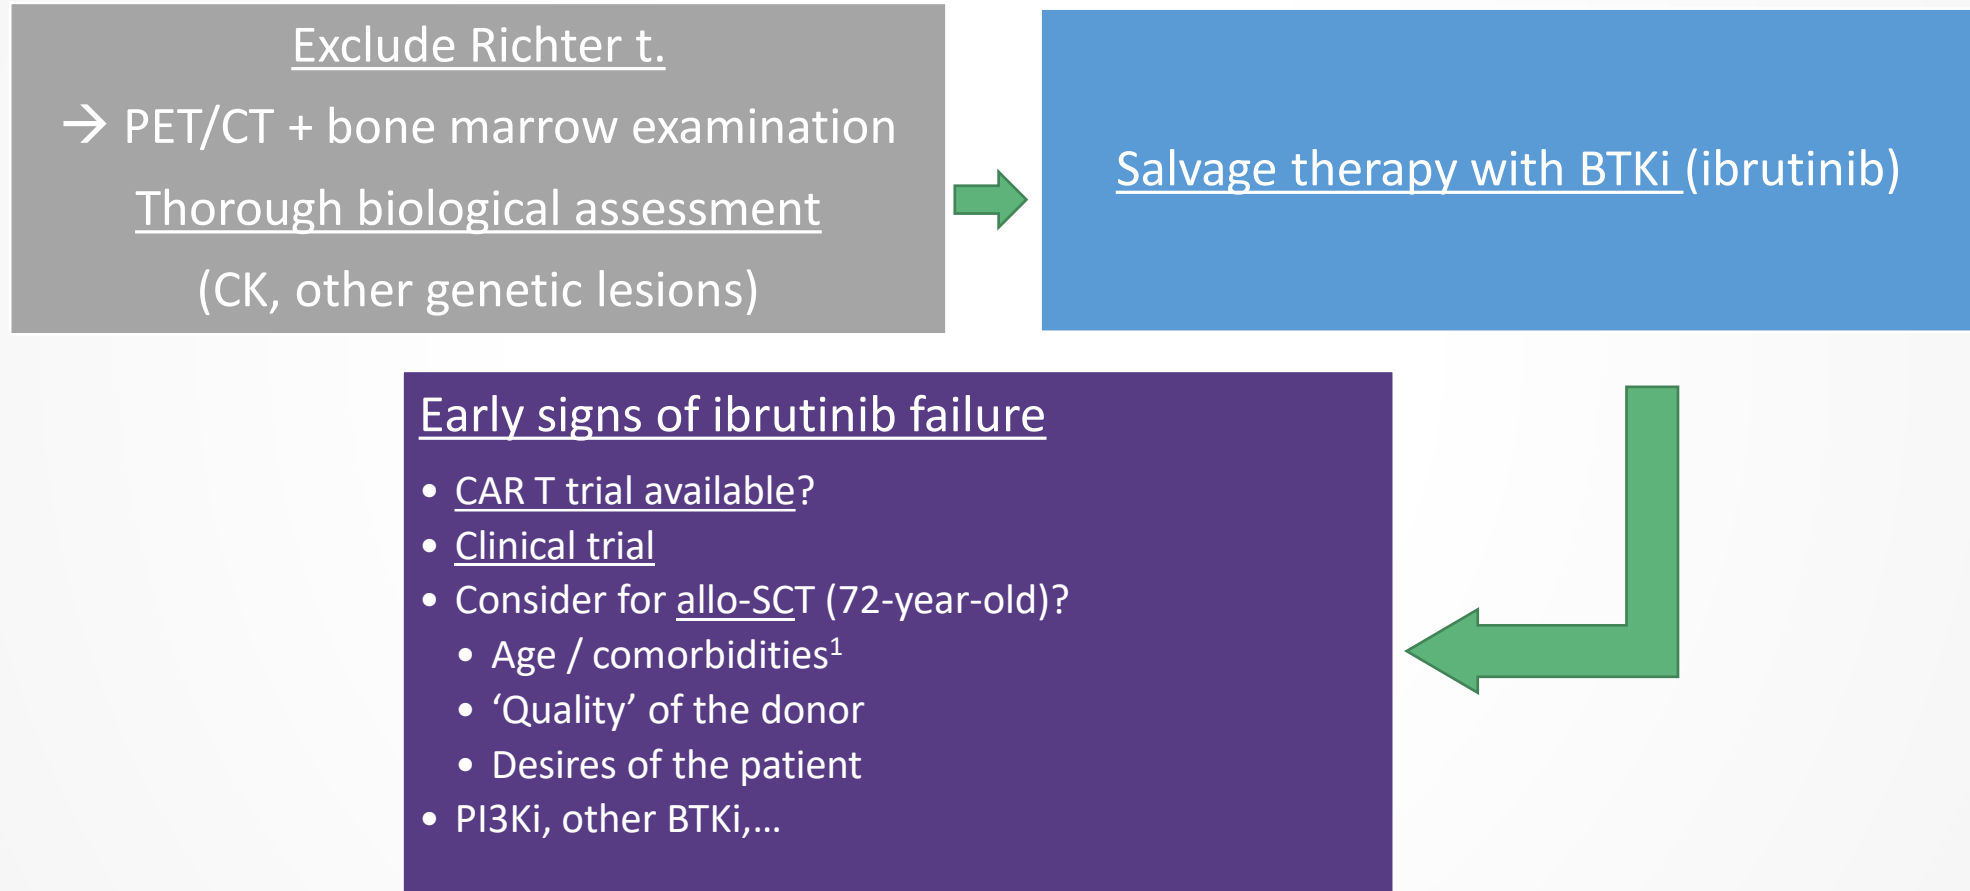 Exclude Richter t.
→ PET/CT + bone marrow examination
Thorough biological assessment
(CK, other genetic lesions)
Salvage therapy with BTKi (ibrutinib)
Early signs of ibrutinib failure
• CAR T trial available?
• Clinical trial
• Consider for allo-SCT (72-year-old)?
• Age / comorbidities¹
• ‘Quality’ of the donor
• Desires of the patient
• PI3Ki, other BTKi,…